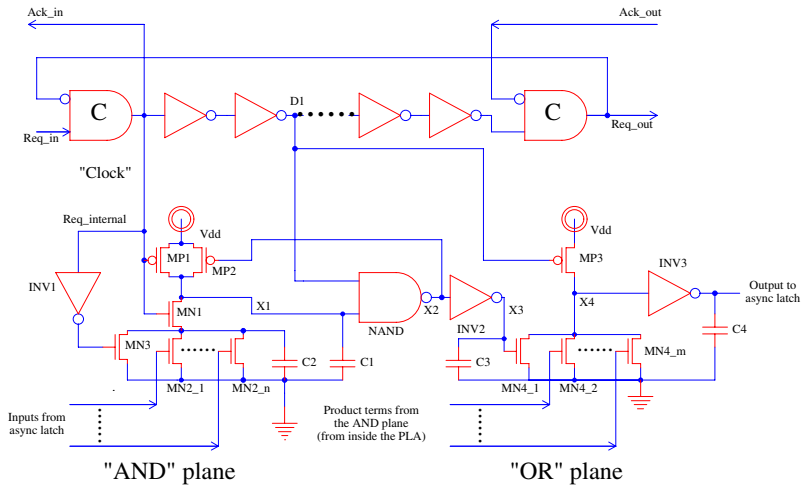 Ack_in
Ack_out
C
D1
C
Req_in
Req_out
"Clock"
Req_internal
Vdd
Vdd
MP1
MP2
MP3
INV1
INV3
Output to
async latch
X1
X2
X3
X4
MN1
NAND
INV2
MN3
C2
C1
C3
C4
MN2_1
MN2_n
MN4_1
MN4_2
MN4_m
Inputs from
async latch
Product terms from
the AND plane
(from inside the PLA)
"AND" plane
"OR" plane